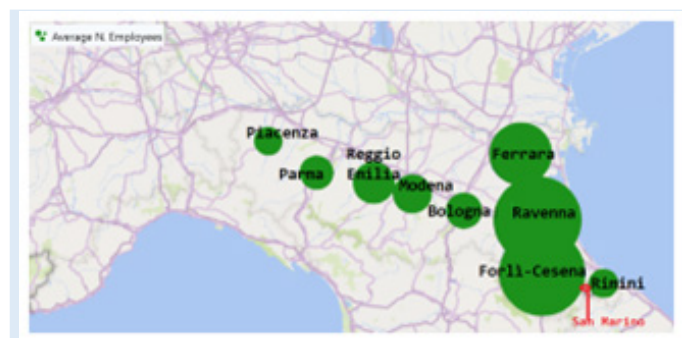 Average N. Employees
Piacenza
Parma
Reggio
Emilia
Modena
Bologna
Ferrara
Ravenna
Forlì-Cesena
Rimini
San Marino